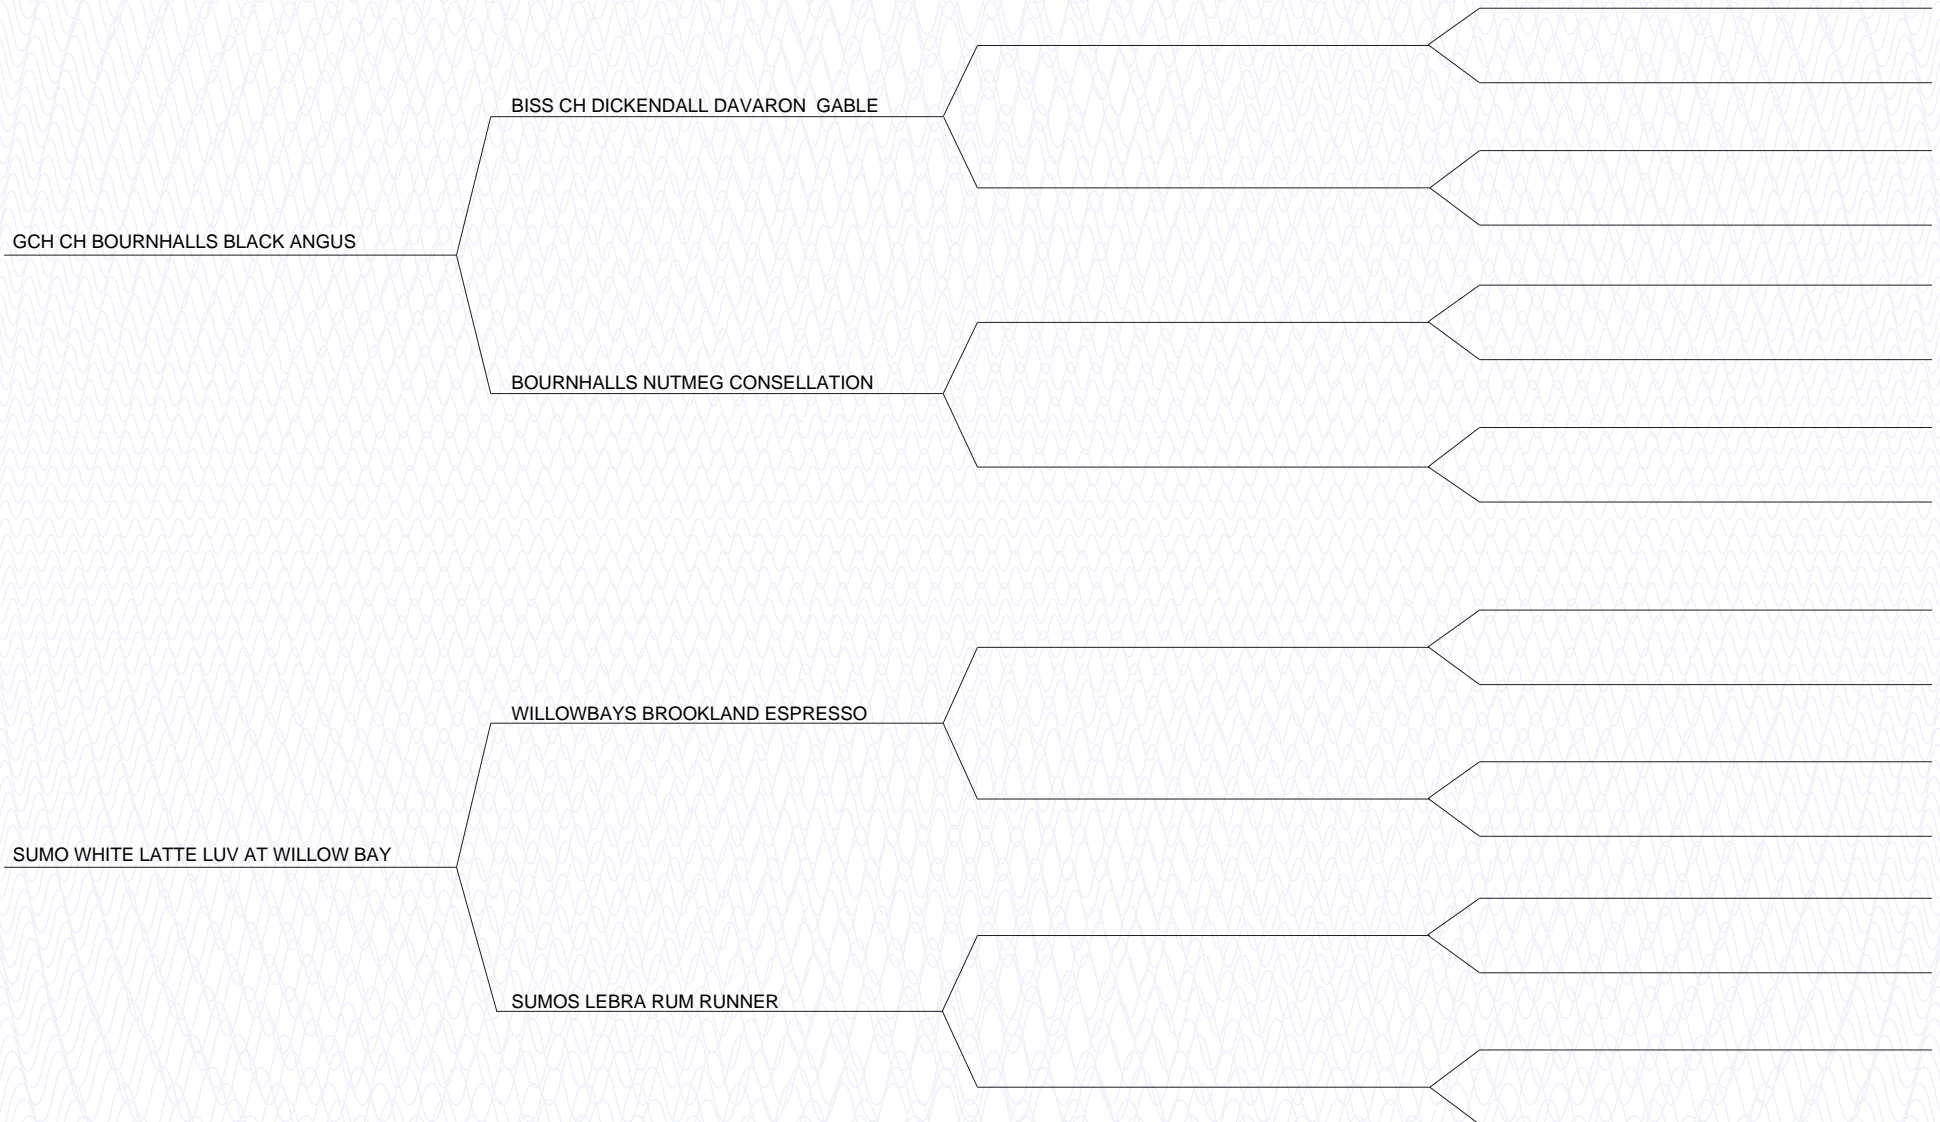 BISS CH DICKENDALL DAVARON  GABLE
GCH CH BOURNHALLS BLACK ANGUS
BOURNHALLS NUTMEG CONSELLATION
WILLOWBAYS BROOKLAND ESPRESSO
SUMO WHITE LATTE LUV AT WILLOW BAY
SUMOS LEBRA RUM RUNNER